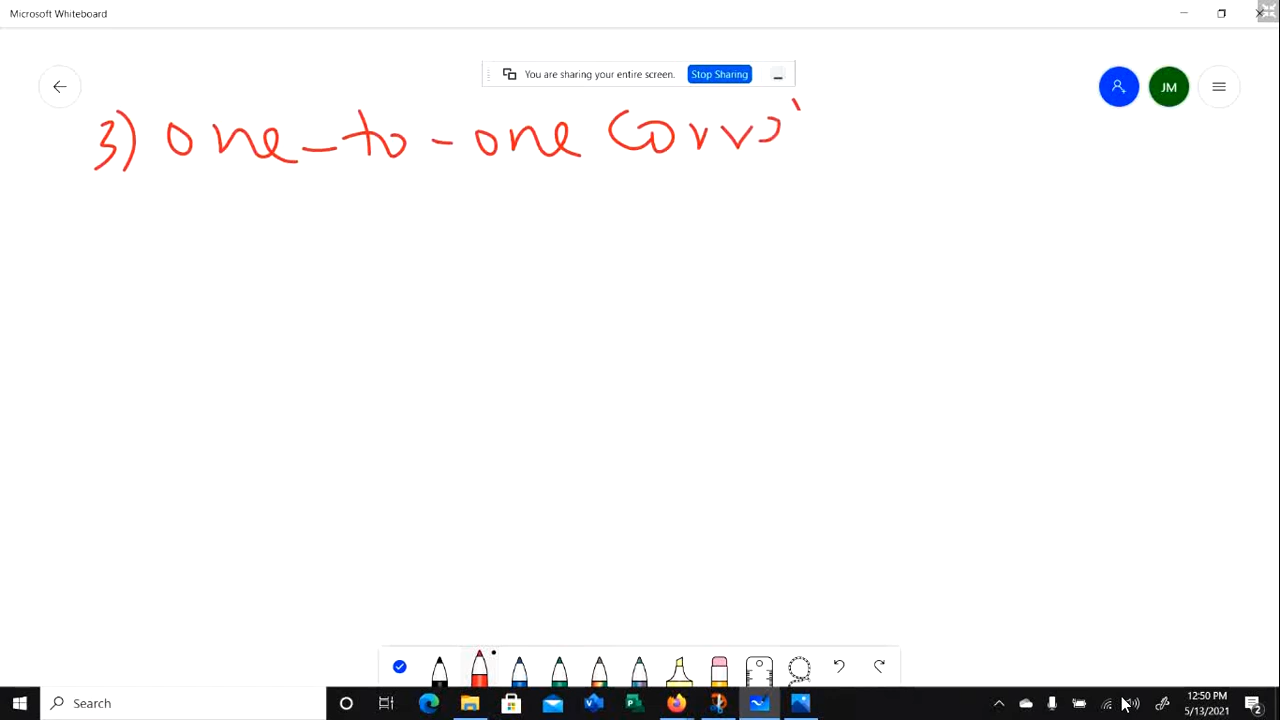 Microsoft Whiteboard
You are sharing your entire screen. Stop Sharing
JM
3) one-to-one
Search
12:50 PM
5/13/2021
2